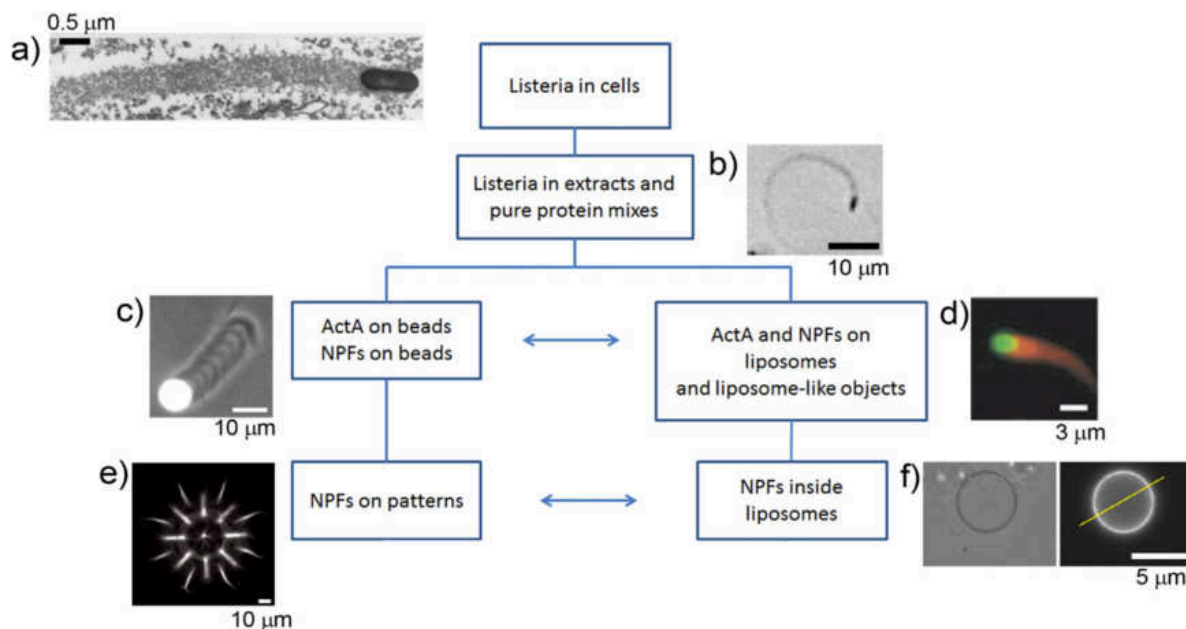 0.5 μm
a)
Listeria in cells
Listeria in extracts and
pure protein mixes
b)
10 μm
c)
10 μm
ActA on beads
NPFs on beads
ActA and NPFs on
liposomes
and liposome-like objects
d)
3 μm
e)
10 μm
NPFs on patterns
NPFs inside
liposomes
f)
5 μm